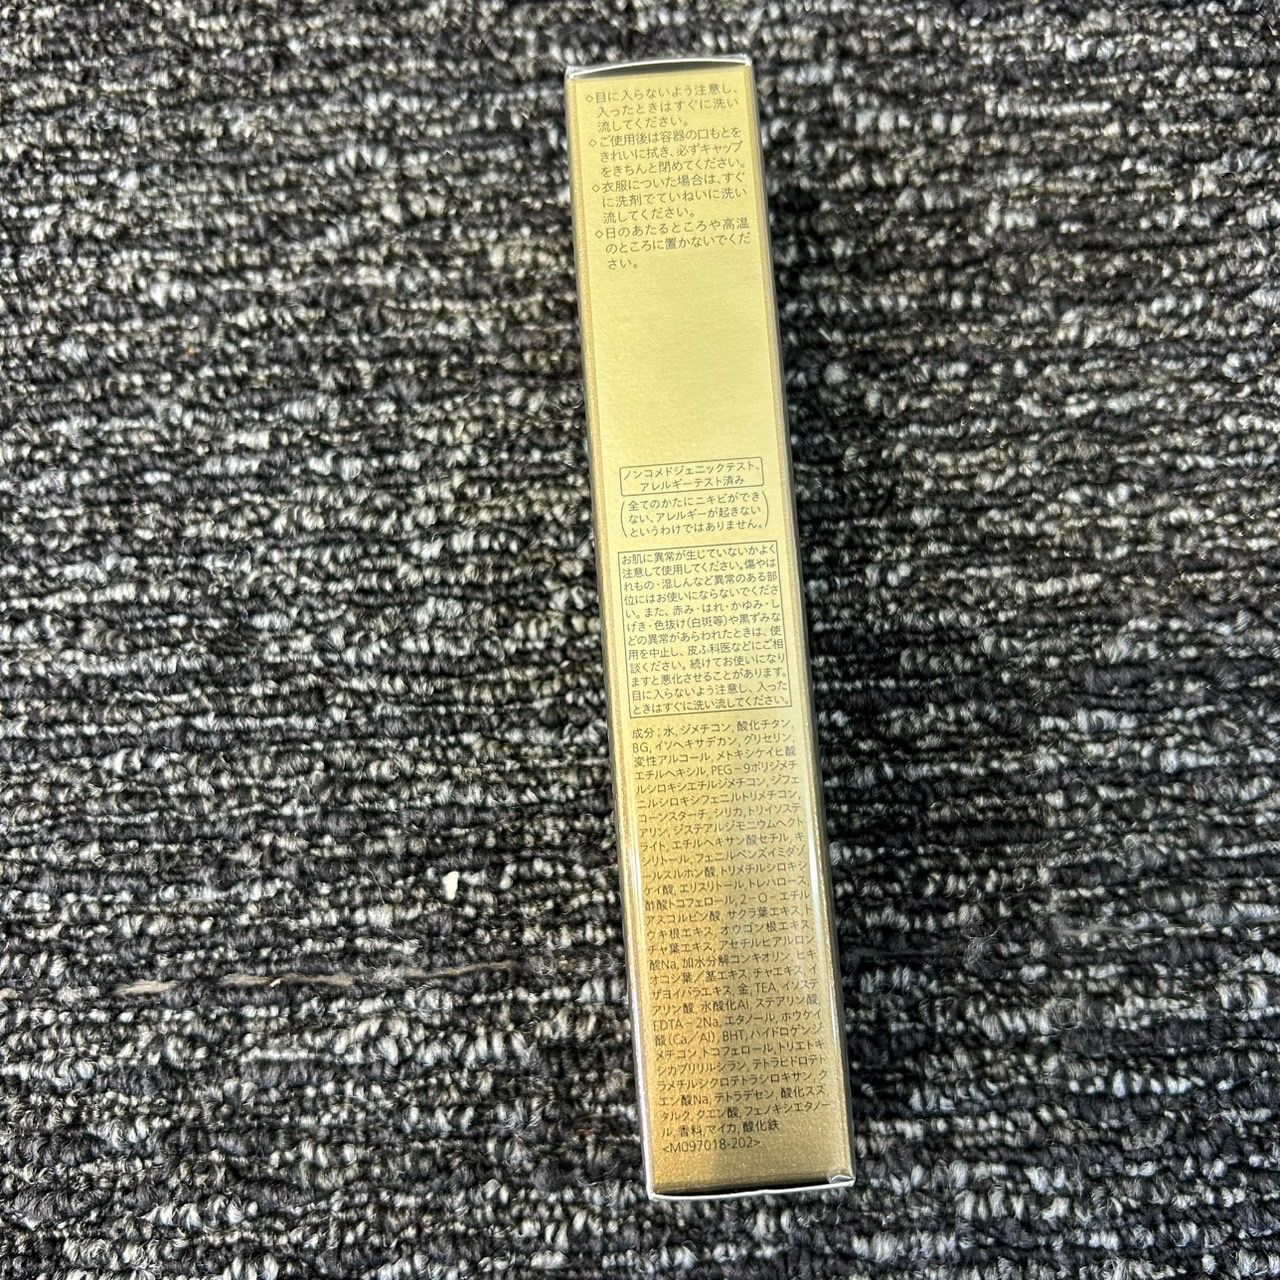 ◇目に入らないよう注意し、
入ったときはすぐに洗い
流してください。
◇ご使用後は容器の口もとを
きれいに拭き、必ずキャップ
をきちんと閉めてください。
◇衣服についた場合は、すぐ
に洗剤でていねいに洗い
流してください。
◇日のあたるところや高温
のところに置かないでくだ
さい。
ノンコメドジェニックテスト、
アレルギーテスト済み
(全てのかたにニキビができ
ない、アレルギーが起きない
というわけではありません。)
お肌に異常が生じていないかよく
注意して使用してください。傷やは
れもの・湿しんなど異常のある部
位にはお使いにならないでくださ
い。また、赤み・はれ・かゆみ・し
げき・色抜け(白斑等)や黒ずみな
どの異常があらわれたときは、使
用を中止し、皮ふ科医などにご相
談ください。続けてお使いになり
ますと悪化させることがあります。
目に入らないよう注意し、入った
ときはすぐに洗い流してください。
成分:水,ジメチコン,酸化チタン,
BG,イソヘキサデカン,グリセリン,
変性アルコール,メトキシケイヒ酸
エチルヘキシル,PEG-9ポリジメチ
ルシロキシエチルジメチコン,ジフェ
ニルシロキシフェニルトリメチコン,
コーンスターチ,シリカ,トリイソステ
アリン,ジステアルジモニウムヘクト
ライト,エチルヘキサン酸セチル,キ
シリトール,フェニルベンズイミダゾ
ールスルホン酸,トリメチルシロキシ
ケイ酸,エリスリトール,トレハロース,
酢酸トコフェロール,2-O-エチル
アスコルビン酸,サクラ葉エキス,ト
ウキ根エキス,オウゴン根エキス,
チャ葉エキス,アセチルヒアルロン
酸Na,加水分解コンキオリン,ヒキ
オコシ葉/茎エキス,チャエキス,イ
ザヨイバラエキス,金,TEA,イソステ
アリン酸,水酸化Al,ステアリン酸,
EDTA-2Na,エタノール,ホウケイ
酸(Ca/Al),BHT,ハイドロゲンジ
メチコン,トコフェロール,トリエトキ
シカプリリルシラン,テトラヒドロテト
ラメチルシクロテトラシロキサン,ク
エン酸Na,テトラデセン,酸化スズ,
タルク,クエン酸,フェノキシエタノー
ル,香料,マイカ,酸化鉄
<M097018-202>